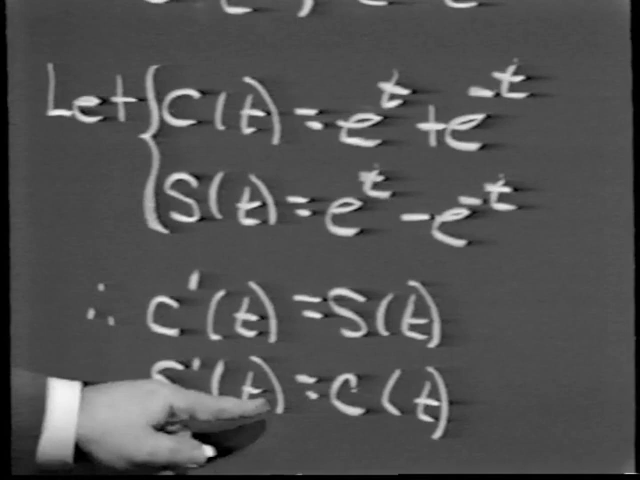 Let { C(t) = e^t + e^-t
S(t) = e^t - e^-t
∴ C'(t) = S(t)
S'(t) = C(t)